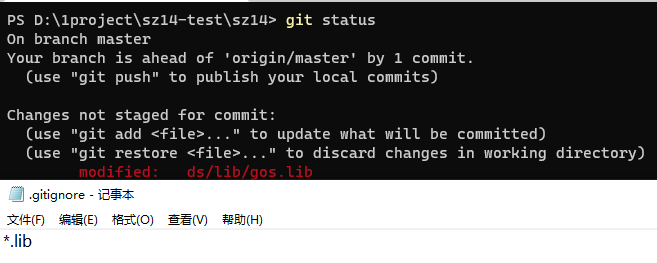 PS D:\1project\sz14-test\sz14> git status
On branch master
Your branch is ahead of 'origin/master' by 1 commit.
  (use "git push" to publish your local commits)

Changes not staged for commit:
  (use "git add <file>..." to update what will be committed)
  (use "git restore <file>..." to discard changes in working directory)
        modified:   ds/lib/gos.lib
.gitignore - 记事本
文件(F) 编辑(E) 格式(O) 查看(V) 帮助(H)
*.lib